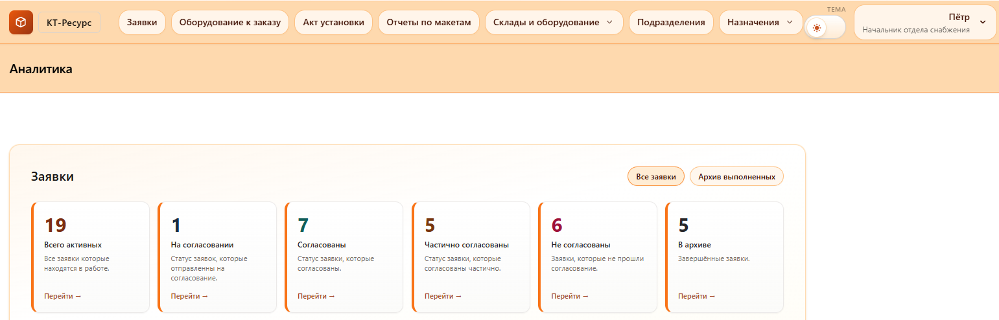 КТ-Ресурс
Заявки
Оборудование к заказу
Акт установки
Отчеты по макетам
Склады и оборудование
Подразделения
Назначения
ТЕМА
Пётр
Начальник отдела снабжения
Аналитика
Заявки
Все заявки
Архив выполненных
19
Всего активных
Все заявки которые
находятся в работе.
Перейти →
1
На согласовании
Статус заявок, которые
отправленны на
согласование.
Перейти →
7
Согласованы
Статус заявки, которые
согласованы.
Перейти →
5
Частично согласованы
Статус заявки, которые
согласованы частично.
Перейти →
6
Не согласованы
Заявки, которые не прошли
согласование.
Перейти →
5
В архиве
Завершённые заявки.
Перейти →